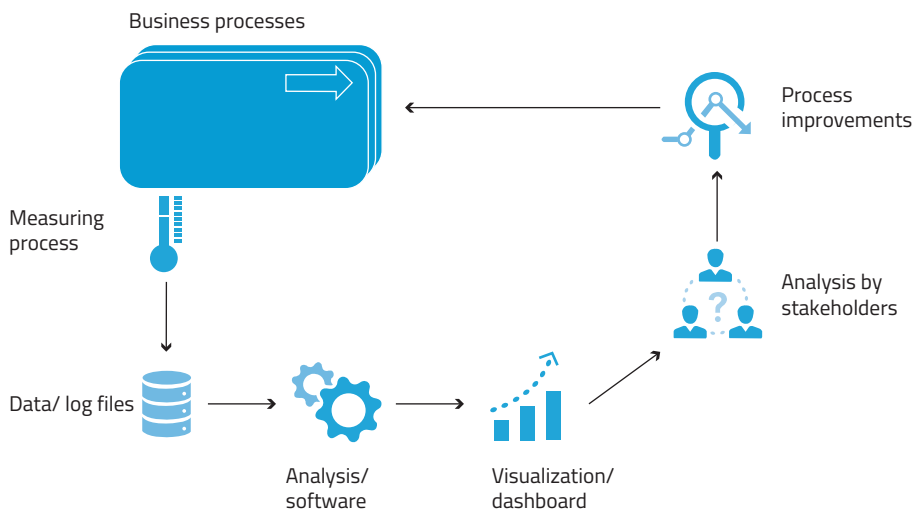 Business processes
Process
improvements
Measuring
process
Analysis by
stakeholders
?
Data/ log files
Analysis/
software
Visualization/
dashboard